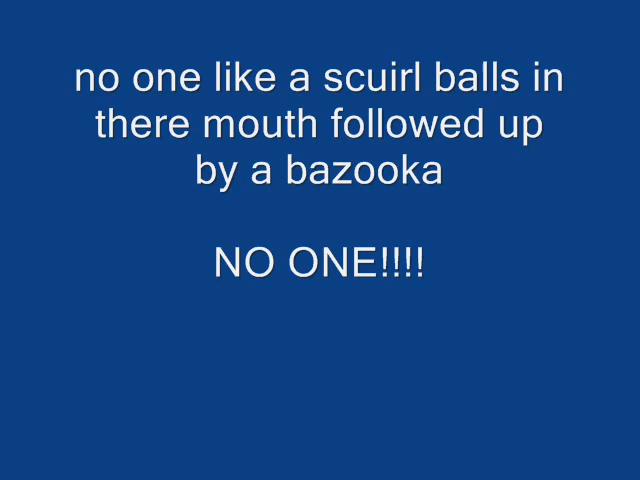 no one like a scuirl balls in
there mouth followed up
by a bazooka
NO ONE!!!!